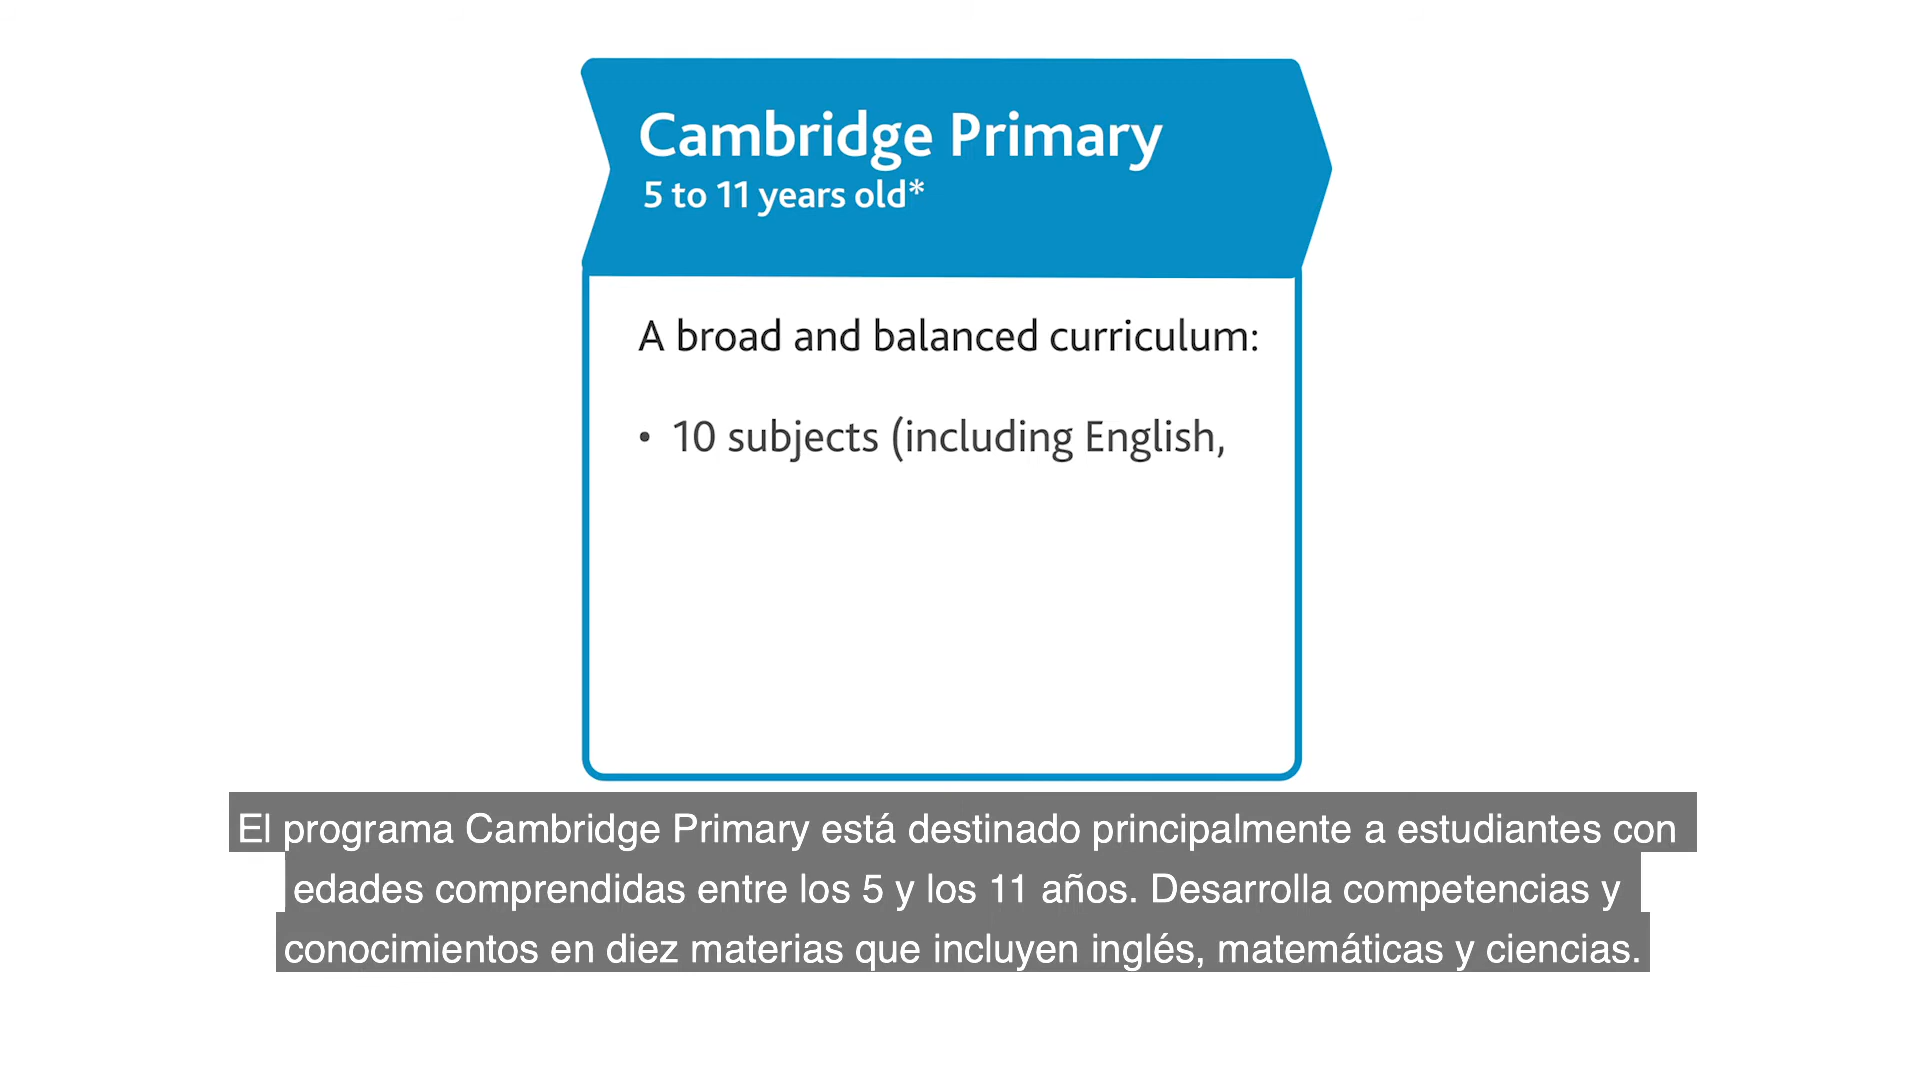 Cambridge Primary
5 to 11 years old*
A broad and balanced curriculum:
• 10 subjects (including English,
El programa Cambridge Primary está destinado principalmente a estudiantes con
edades comprendidas entre los 5 y los 11 años. Desarrolla competencias y
conocimientos en diez materias que incluyen inglés, matemáticas y ciencias.